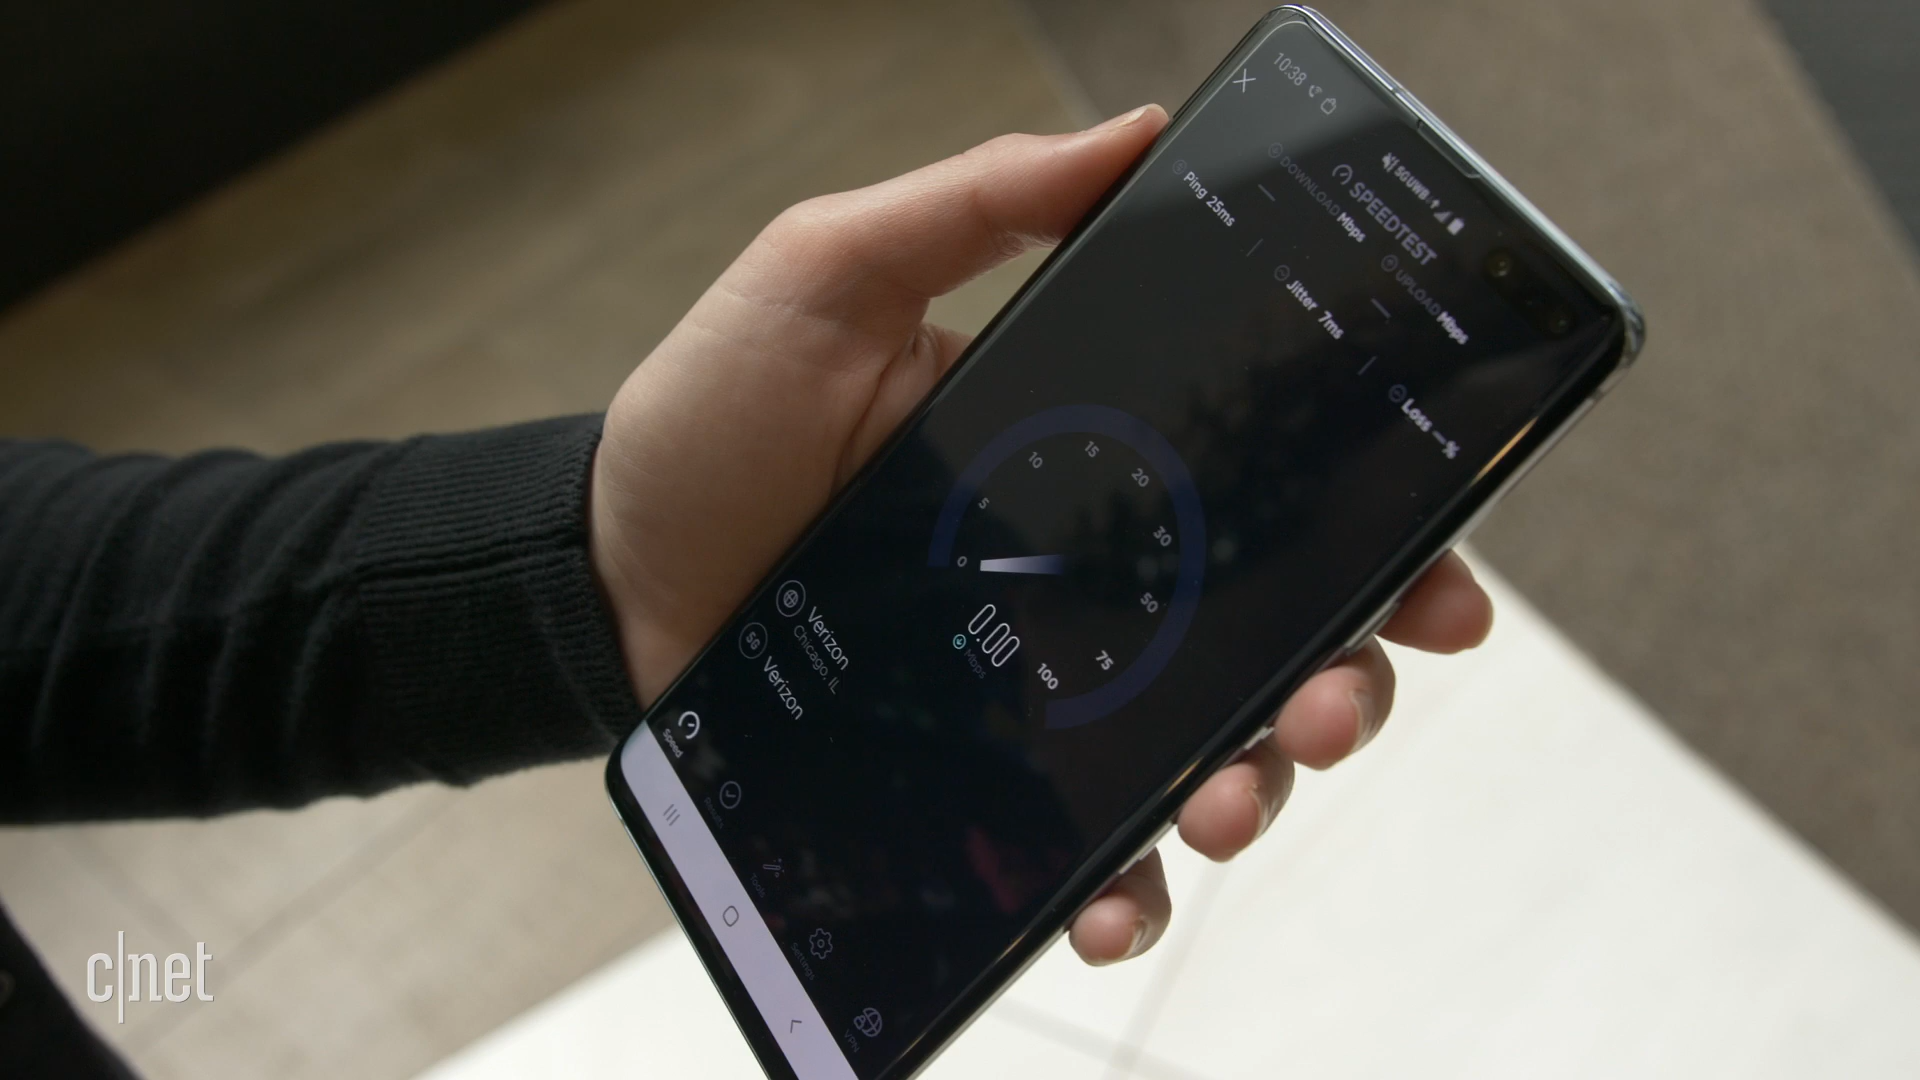 10:38
5GUWB
SPEEDTEST
DOWNLOAD Mbps
UPLOAD Mbps
Ping 25ms
Jitter 7ms
Loss — %
0
5
10
15
20
30
50
75
100
0.00
Mbps
Verizon
Chicago, IL
5G Verizon
Speed
Results
Tools
Settings
VPN
c|net